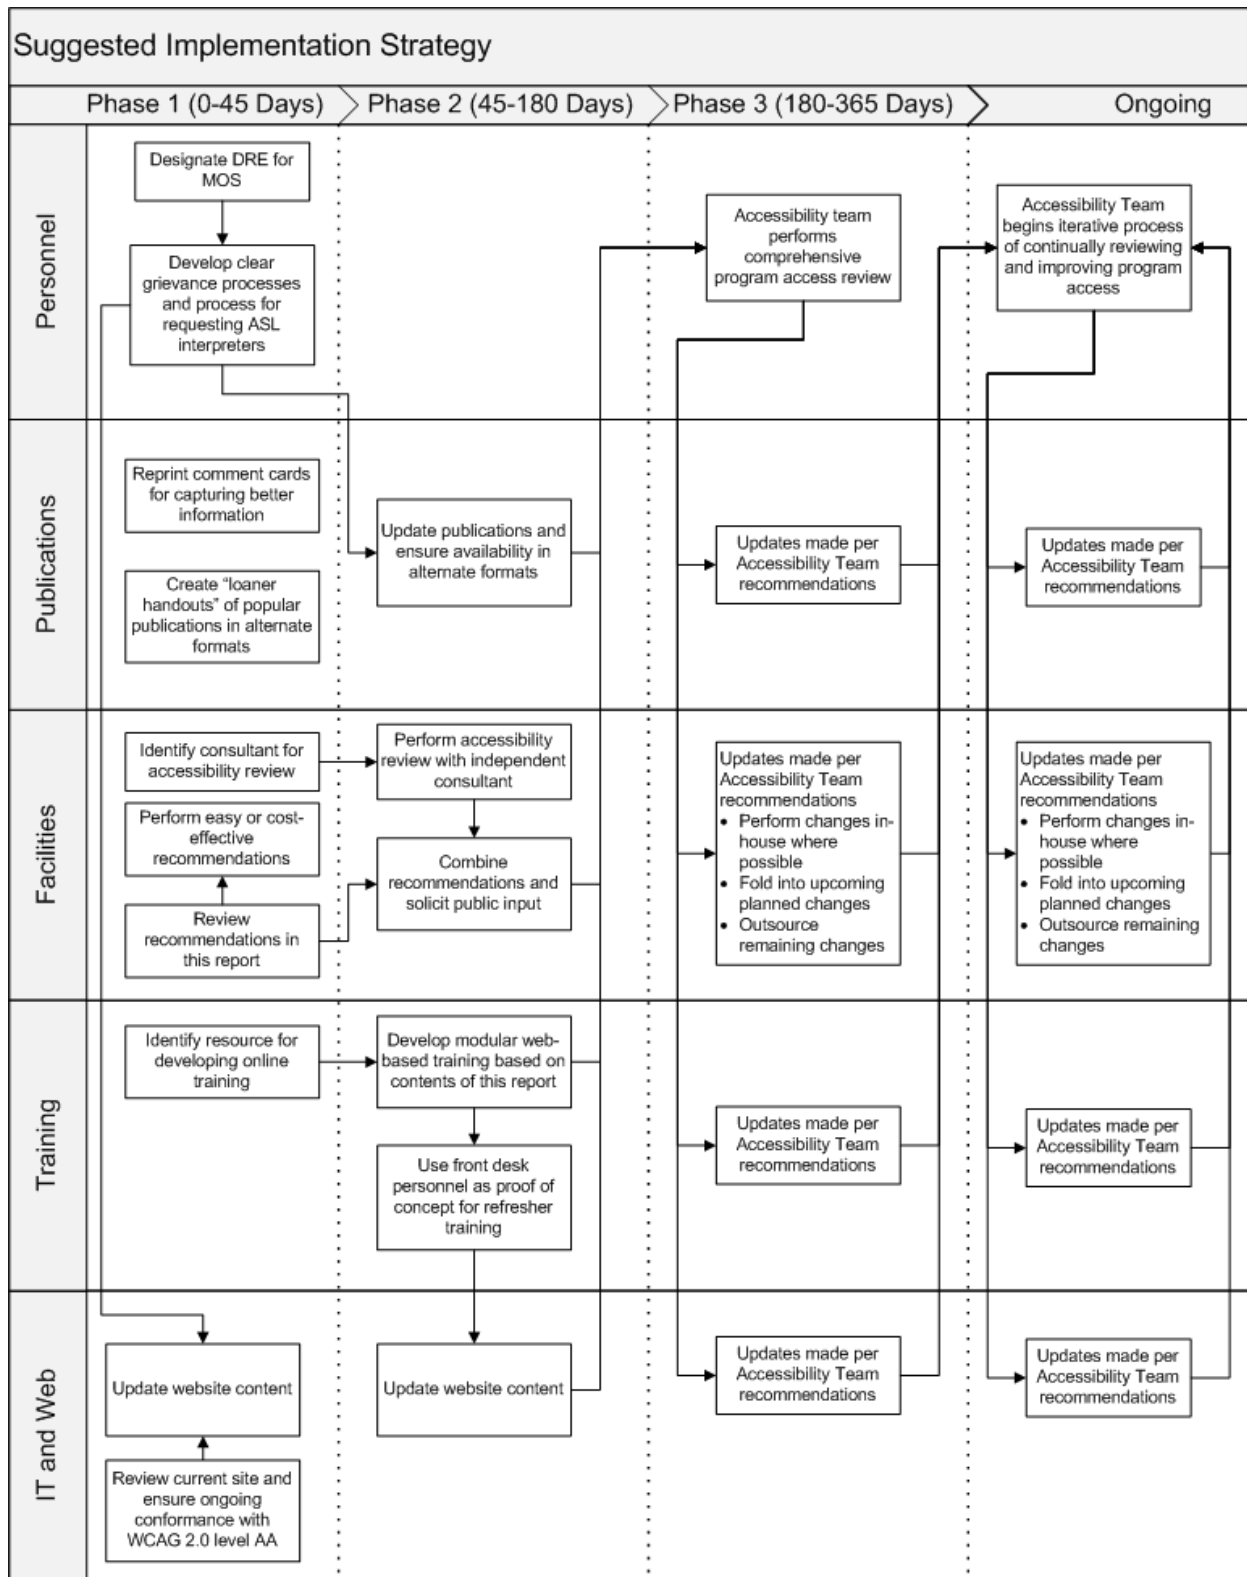 Suggested Implementation Strategy
Phase 1 (0-45 Days)
Phase 2 (45-180 Days)
Phase 3 (180-365 Days)
Ongoing
Personnel
Designate DRE for
MOS
Develop clear
grievance processes
and process for
requesting ASL
interpreters
Accessibility team
performs
comprehensive
program access review
Accessibility Team
begins iterative process
of continually reviewing
and improving program
access
Publications
Reprint comment cards
for capturing better
information
Create “loaner
handouts” of popular
publications in alternate
formats
Update publications and
ensure availability in
alternate formats
Updates made per
Accessibility Team
recommendations
Updates made per
Accessibility Team
recommendations
Facilities
Identify consultant for
accessibility review
Perform easy or cost-
effective
recommendations
Review
recommendations in
this report
Perform accessibility
review with independent
consultant
Combine
recommendations and
solicit public input
Updates made per
Accessibility Team
recommendations
• Perform changes in-
house where
possible
• Fold into upcoming
planned changes
• Outsource
remaining changes
Updates made per
Accessibility Team
recommendations
• Perform changes in-
house where
possible
• Fold into upcoming
planned changes
• Outsource remaining
changes
Training
Identify resource for
developing online
training
Develop modular web-
based training based on
contents of this report
Use front desk
personnel as proof of
concept for refresher
training
Updates made per
Accessibility Team
recommendations
Updates made per
Accessibility Team
recommendations
IT and Web
Update website content
Review current site and
ensure ongoing
conformance with
WCAG 2.0 level AA
Update website content
Updates made per
Accessibility Team
recommendations
Updates made per
Accessibility Team
recommendations